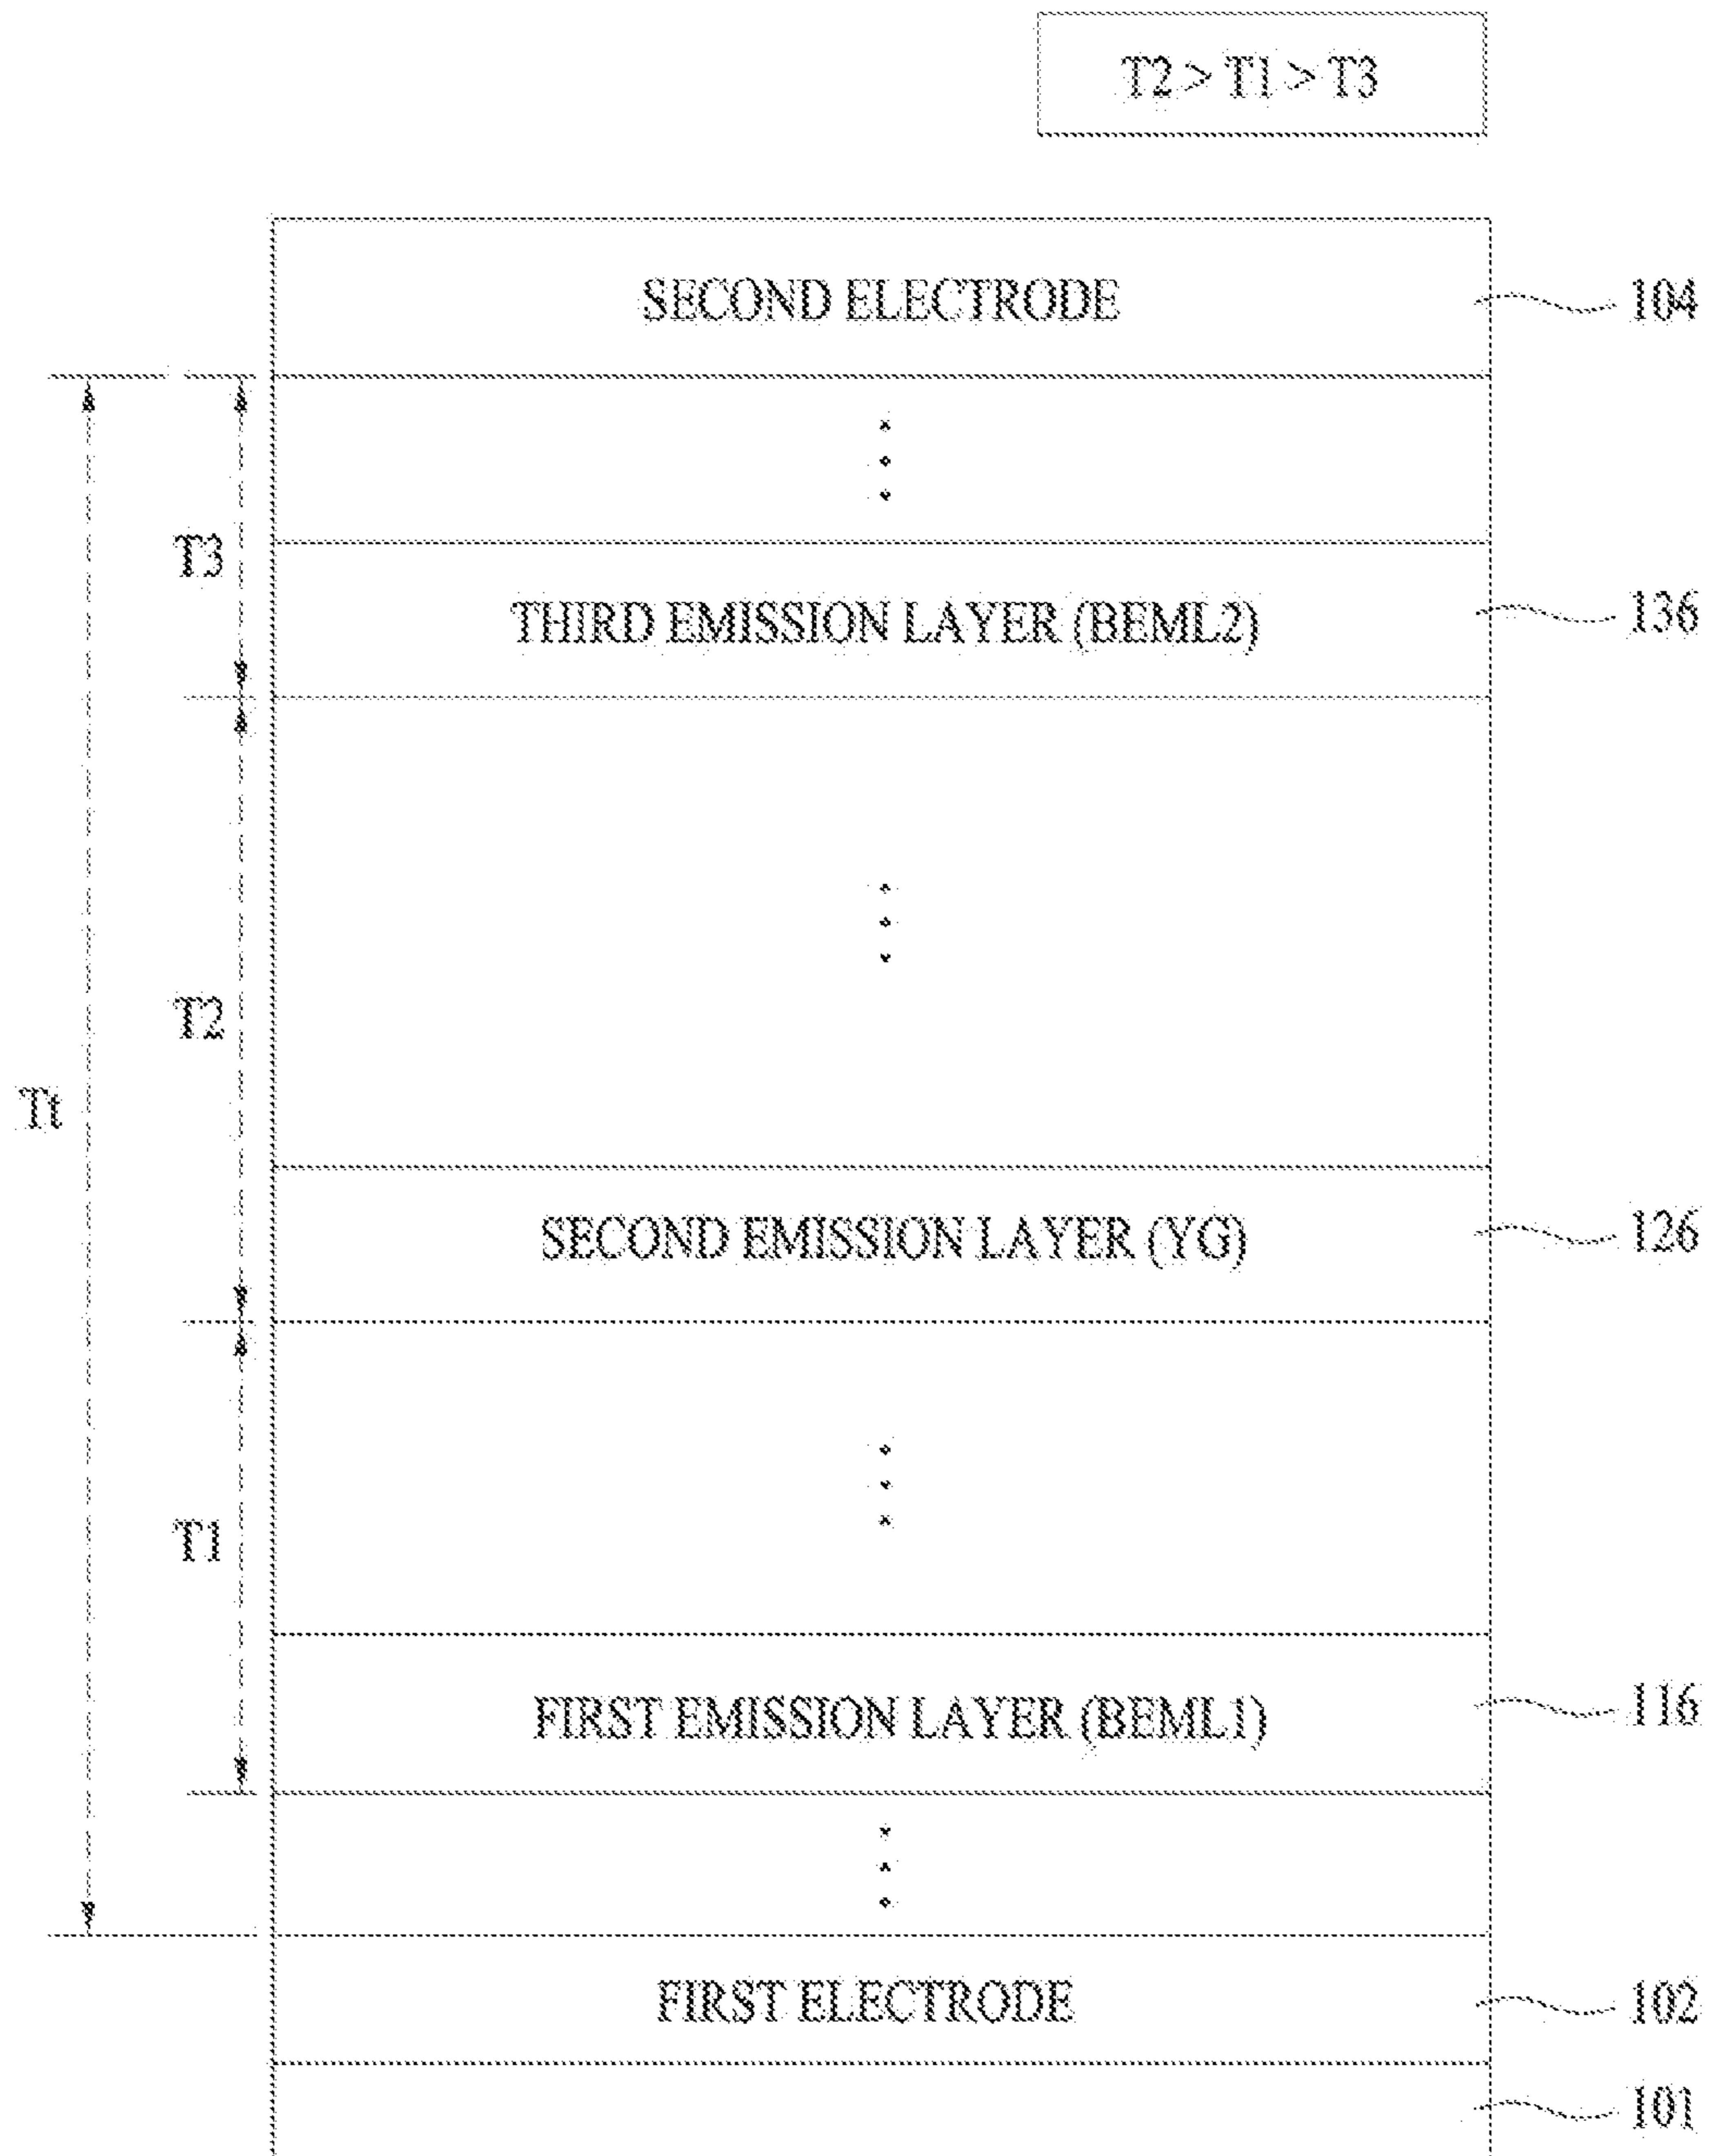 T2 > T1 > T3
SECOND ELECTRODE
104
T3
THIRD EMISSION LAYER (BEML2)
136
T2
Tt
SECOND EMISSION LAYER (YG)
126
T1
FIRST EMISSION LAYER (BEML1)
116
FIRST ELECTRODE
102
101